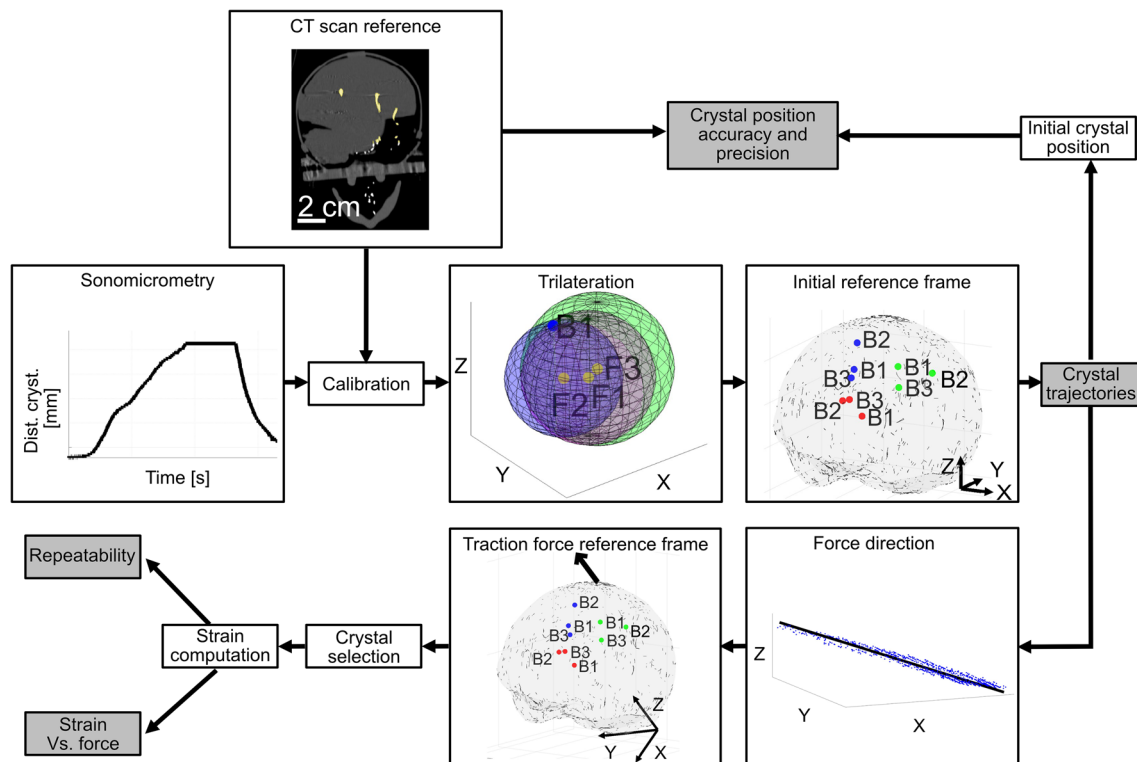 CT scan reference
2 cm
Crystal position
accuracy and
precision
Initial crystal
position
Sonomicrometry
Dist. cryst.
[mm]
Time [s]
Calibration
Trilateration
Z
B1
F3
F2
F1
Y
X
Initial reference frame
B2
B1
B3
B1
B2
B3
B2
B3
B1
Z
Y
X
Crystal
trajectories
Repeatability
Strain
computation
Strain
Vs. force
Crystal
selection
Traction force reference frame
B2
B1
B3
B1
B2
B3
B2
B3
B1
Z
Y
X
Force direction
Z
Y
X